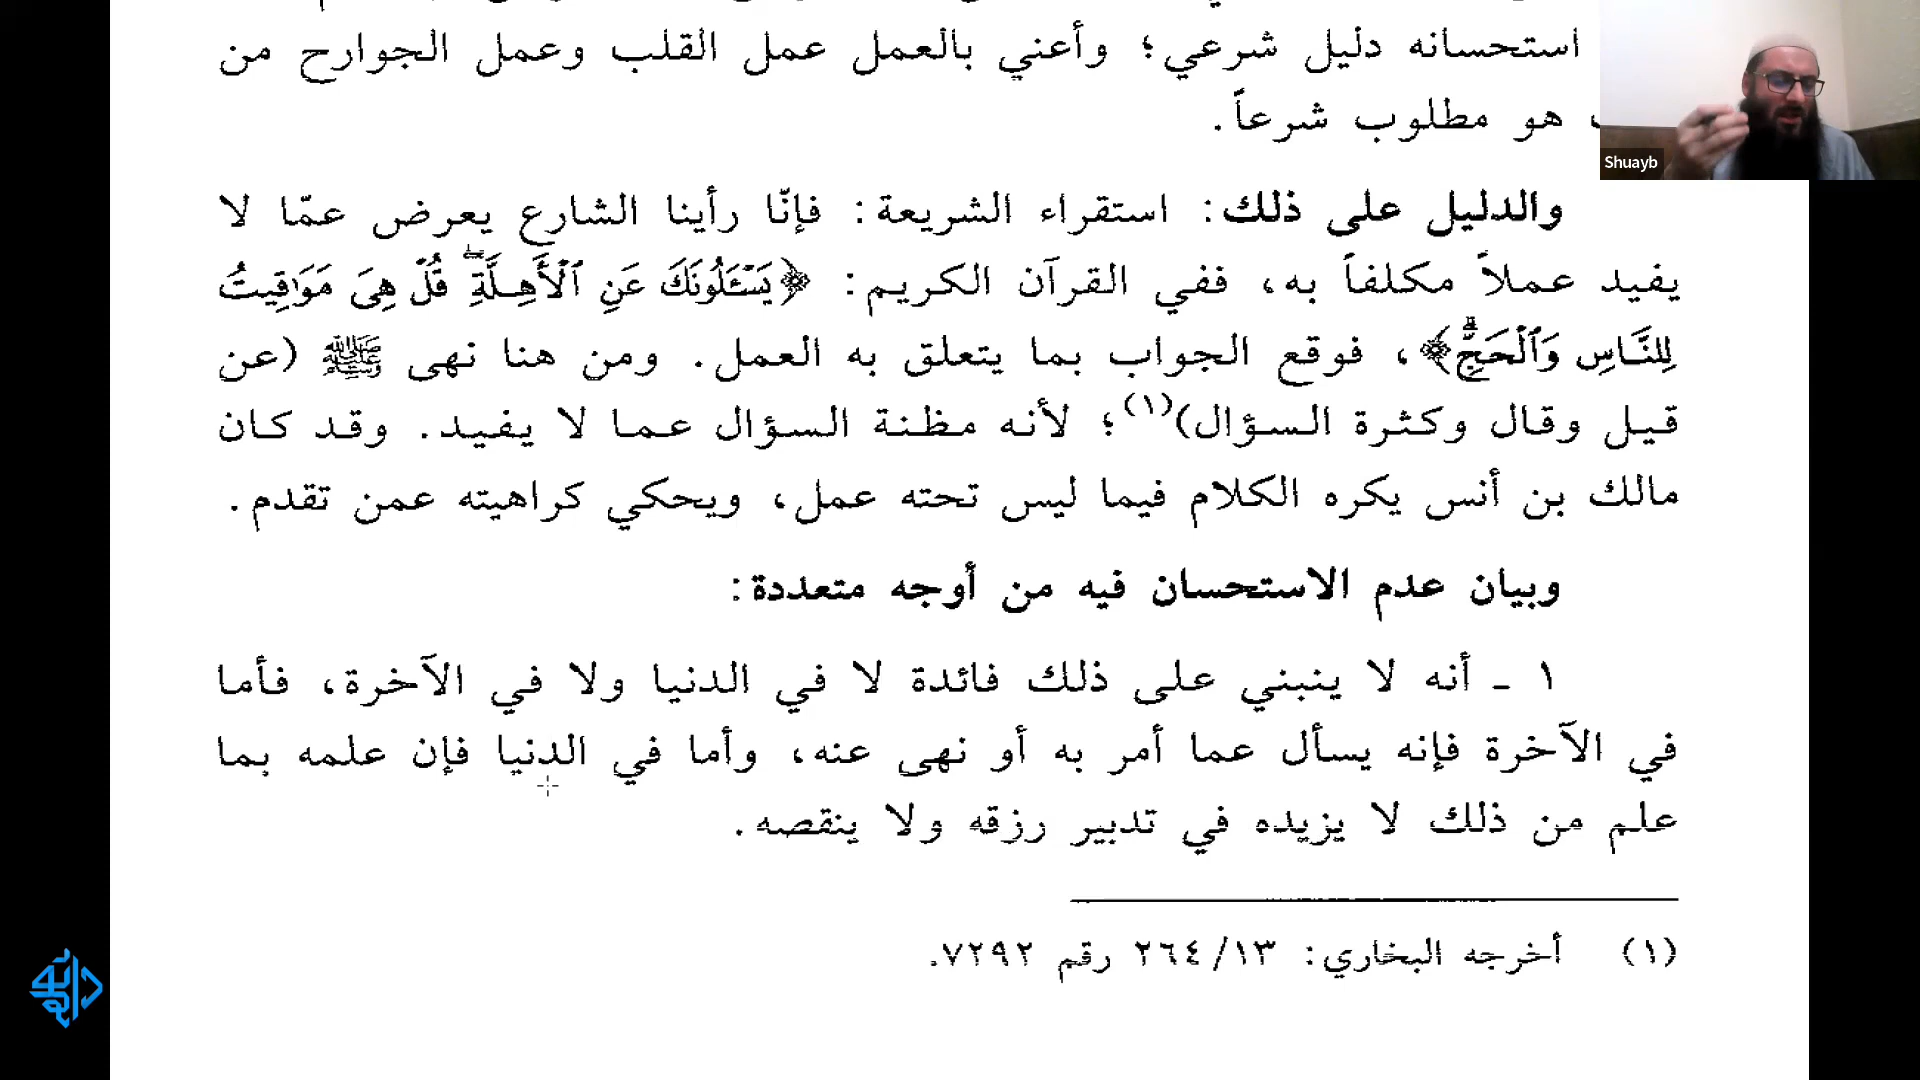 استحسانه دليل شرعي؛ وأعني بالعمل عمل القلب وعمل الجوارح من
هو مطلوب شرعاً.
والدليل على ذلك: استقراء الشريعة: فإنّا رأينا الشارع يعرض عمّا لا
يفيد عملاً مكلفاً به، ففي القرآن الكريم: ﴿يَسْـَٔلُونَكَ عَنِ ٱلْأَهِلَّةِ ۖ قُلْ هِىَ مَوَٰقِيتُ
لِلنَّاسِ وَٱلْحَجِّ ۗ﴾، فوقع الجواب بما يتعلق به العمل. ومن هنا نهى ﷺ (عن
قيل وقال وكثرة السؤال)(١)؛ لأنه مظنة السؤال عما لا يفيد. وقد كان
مالك بن أنس يكره الكلام فيما ليس تحته عمل، ويحكي كراهيته عمن تقدم.
وبيان عدم الاستحسان فيه من أوجه متعددة:
١ - أنه لا ينبني على ذلك فائدة لا في الدنيا ولا في الآخرة، فأما
في الآخرة فإنه يسأل عما أمر به أو نهى عنه، وأما في الدنيا فإن علمه بما
علم من ذلك لا يزيده في تدبير رزقه ولا ينقصه.
(١) أخرجه البخاري: ٢٦٤/١٣ رقم ٧٢٩٢.
Shuayb